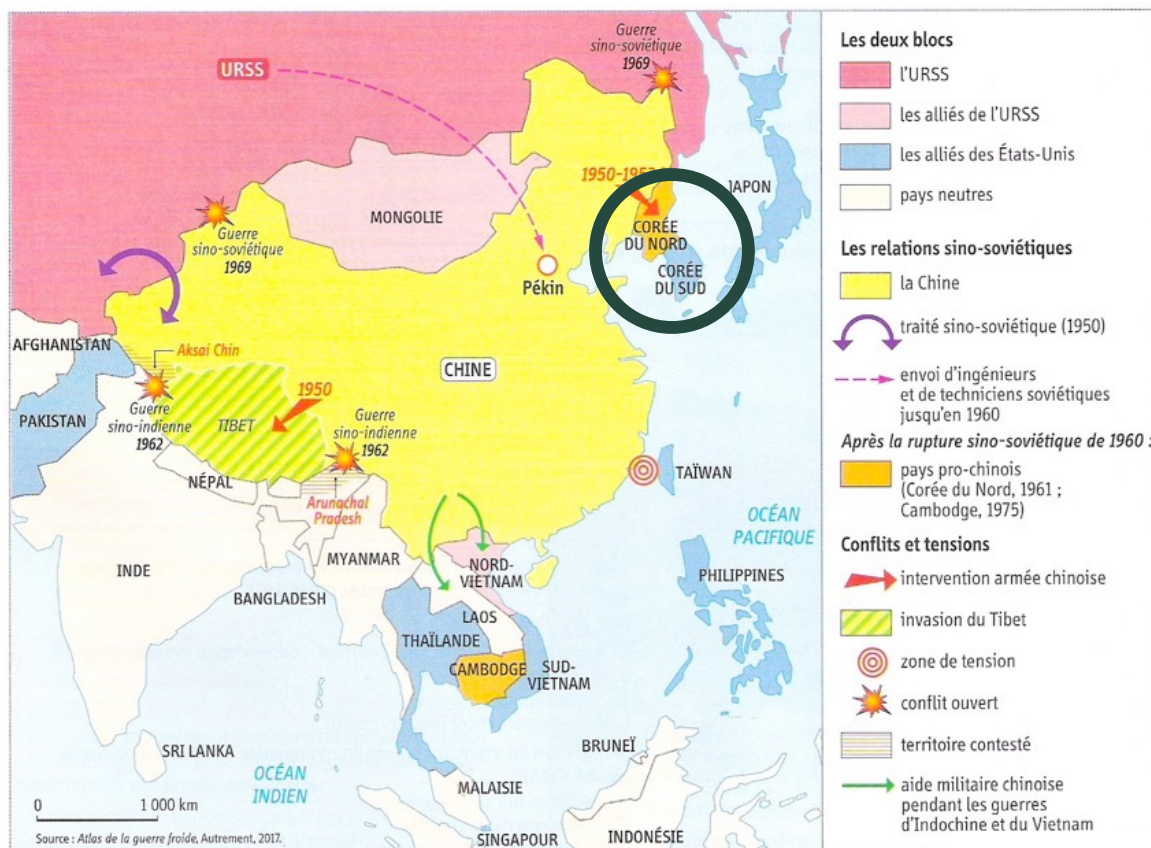 Guerre
sino-soviétique
1969
URSS
1950-1953
JAPON
MONGOLIE
CORÉE
DU NORD
Guerre
sino-soviétique
1969
Pékin
CORÉE
DU SUD
AFGHANISTAN
Aksai Chin
CHINE
1950
PAKISTAN
Guerre
sino-indienne
1962
TIBET
Guerre
sino-indienne
1962
TAÏWAN
NÉPAL
Arunachal
Pradesh
OCÉAN
PACIFIQUE
INDE
MYANMAR
NORD-
VIETNAM
PHILIPPINES
BANGLADESH
LAOS
THAÏLANDE
CAMBODGE
SUD-
VIETNAM
SRI LANKA
BRUNEÏ
OCÉAN
INDIEN
MALAISIE
0 1 000 km
SINGAPOUR
INDONÉSIE
Source : Atlas de la guerre froide, Autrement, 2017.
Les deux blocs
l'URSS
les alliés de l'URSS
les alliés des États-Unis
pays neutres
Les relations sino-soviétiques
la Chine
traité sino-soviétique (1950)
envoi d'ingénieurs
et de techniciens soviétiques
jusqu'en 1960
Après la rupture sino-soviétique de 1960 :
pays pro-chinois
(Corée du Nord, 1961 ;
Cambodge, 1975)
Conflits et tensions
intervention armée chinoise
invasion du Tibet
zone de tension
conflit ouvert
territoire contesté
aide militaire chinoise
pendant les guerres
d'Indochine et du Vietnam